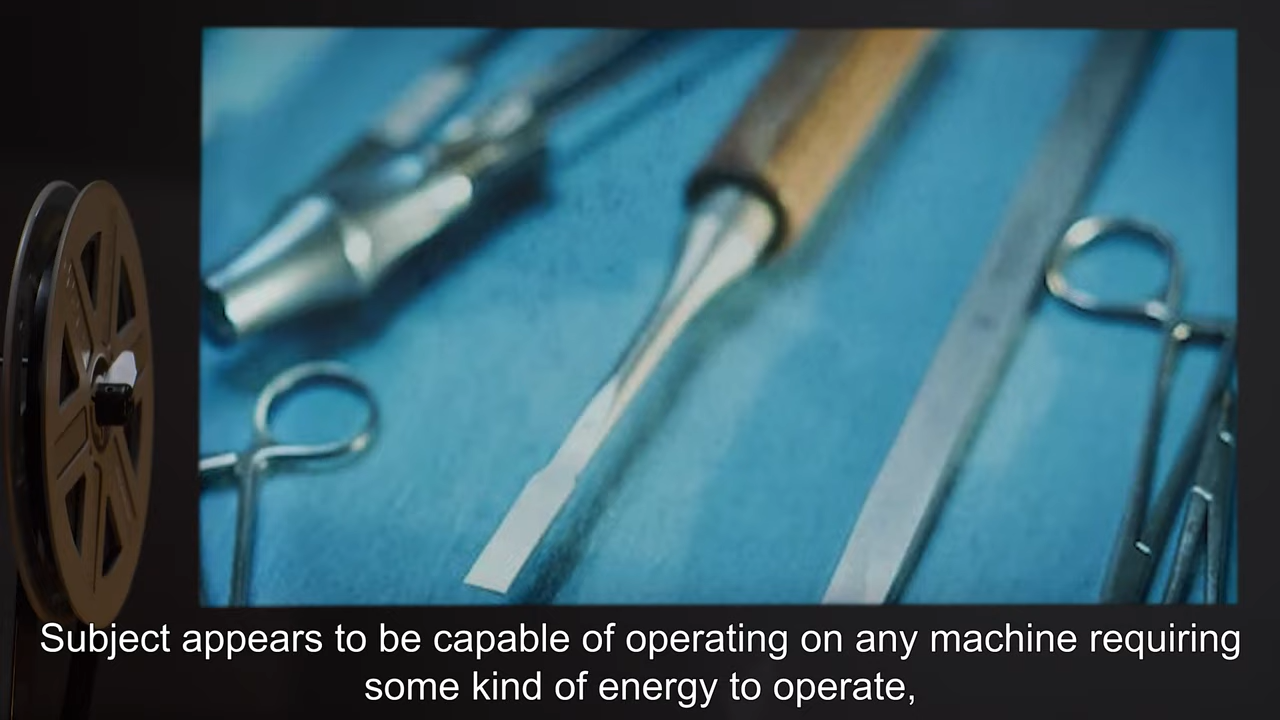 Subject appears to be capable of operating on any machine requiring
some kind of energy to operate,